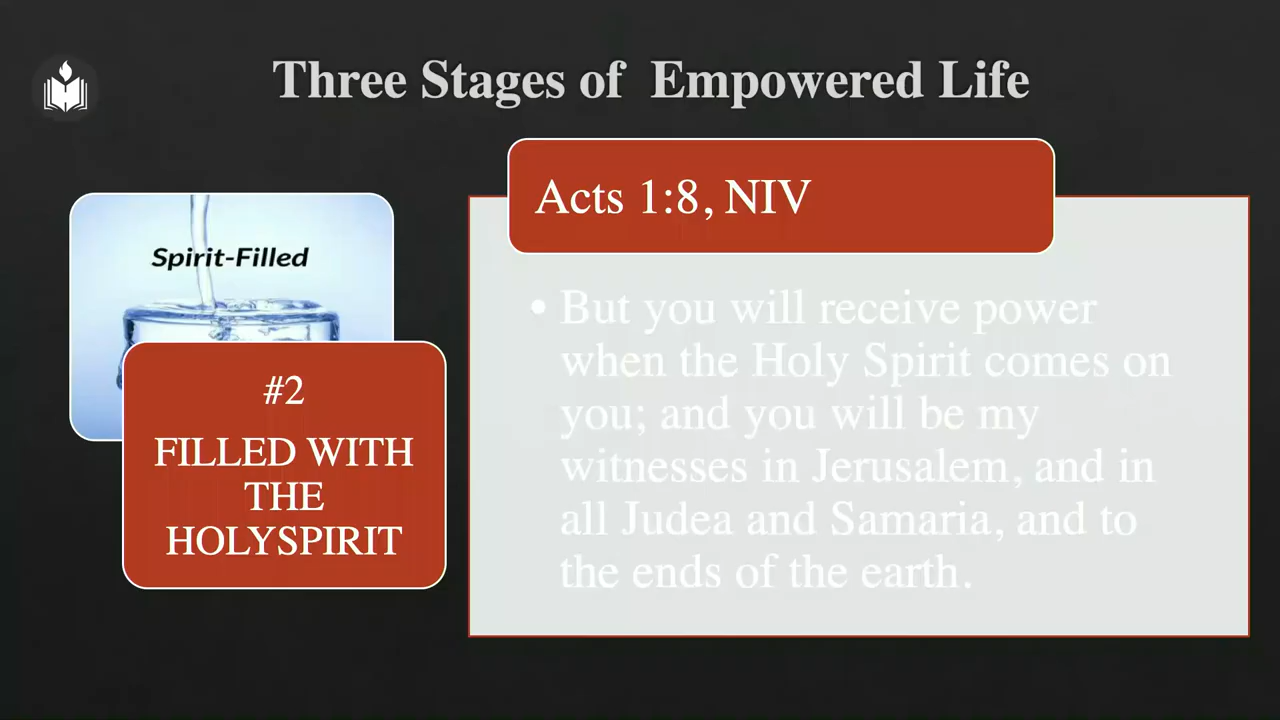 Three Stages of  Empowered Life
Spirit-Filled
#2
FILLED WITH
THE
HOLYSPIRIT
Acts 1:8, NIV
• But you will receive power
when the Holy Spirit comes on
you; and you will be my
witnesses in Jerusalem, and in
all Judea and Samaria, and to
the ends of the earth.